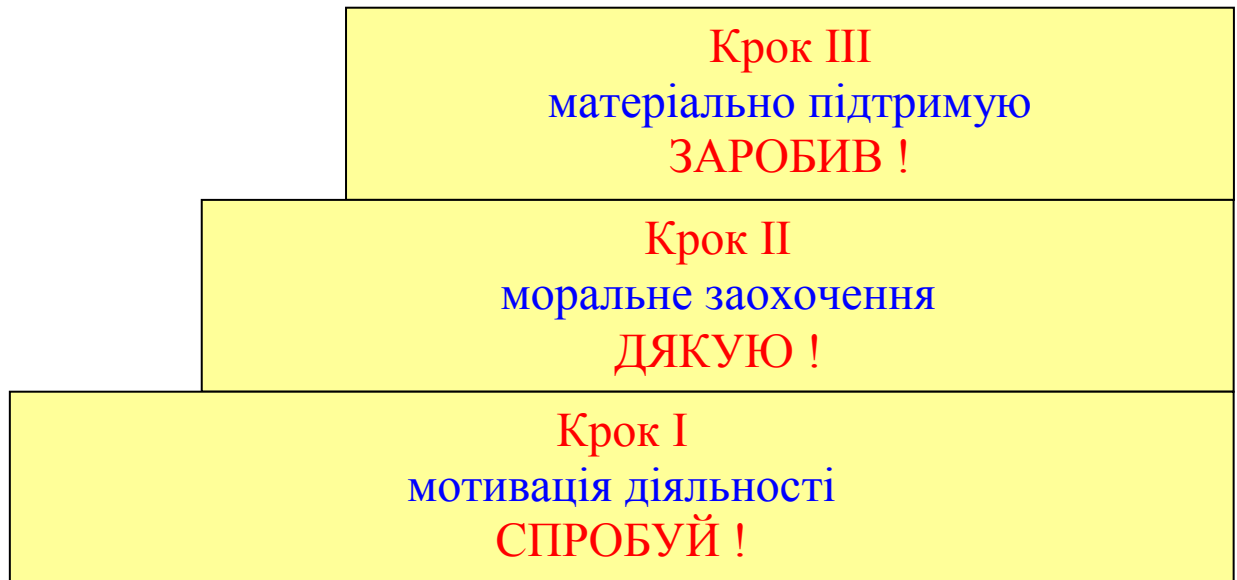 Крок III
матеріально підтримую
ЗАРОБИВ !
Крок II
моральне заохочення
ДЯКУЮ !
Крок I
мотивація діяльності
СПРОБУЙ !